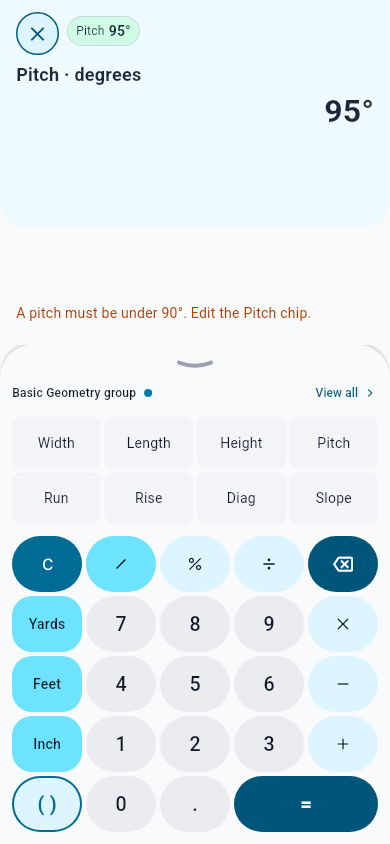 Pitch 95°
Pitch · degrees
95°
A pitch must be under 90°. Edit the Pitch chip.
Basic Geometry group View all
Width Length Height Pitch
Run Rise Diag Slope
C ⁄ % ÷
Yards 7 8 9 ×
Feet 4 5 6 −
Inch 1 2 3 +
( ) 0 . =